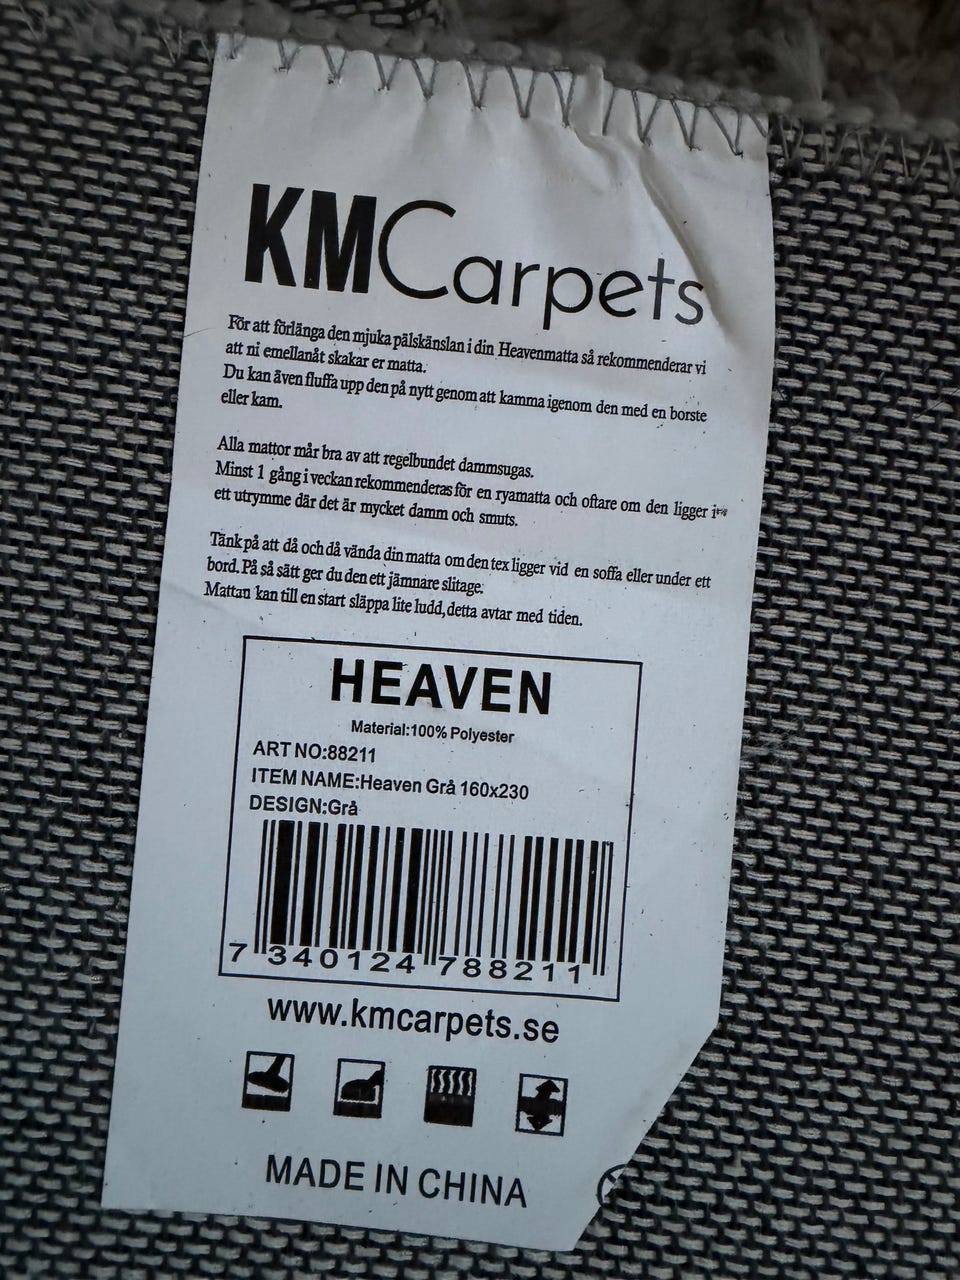 KMCarpets
För att förlänga den mjuka pälskänslan i din Heavenmatta så rekommenderar vi
att ni emellanåt skakar er matta.
Du kan även fluffa upp den på nytt genom att kamma igenom den med en borste
eller kam.
Alla mattor mår bra av att regelbundet dammsugas.
Minst 1 gång i veckan rekommenderas för en ryamatta och oftare om den ligger i
ett utrymme där det är mycket damm och smuts.
Tänk på att då och då vända din matta om den tex ligger vid en soffa eller under ett
bord. På så sätt ger du den ett jämnare slitage.
Mattan kan till en start släppa lite ludd, detta avtar med tiden.
HEAVEN
Material:100% Polyester
ART NO:88211
ITEM NAME:Heaven Grå 160x230
DESIGN:Grå
7 340124 788211
www.kmcarpets.se
MADE IN CHINA